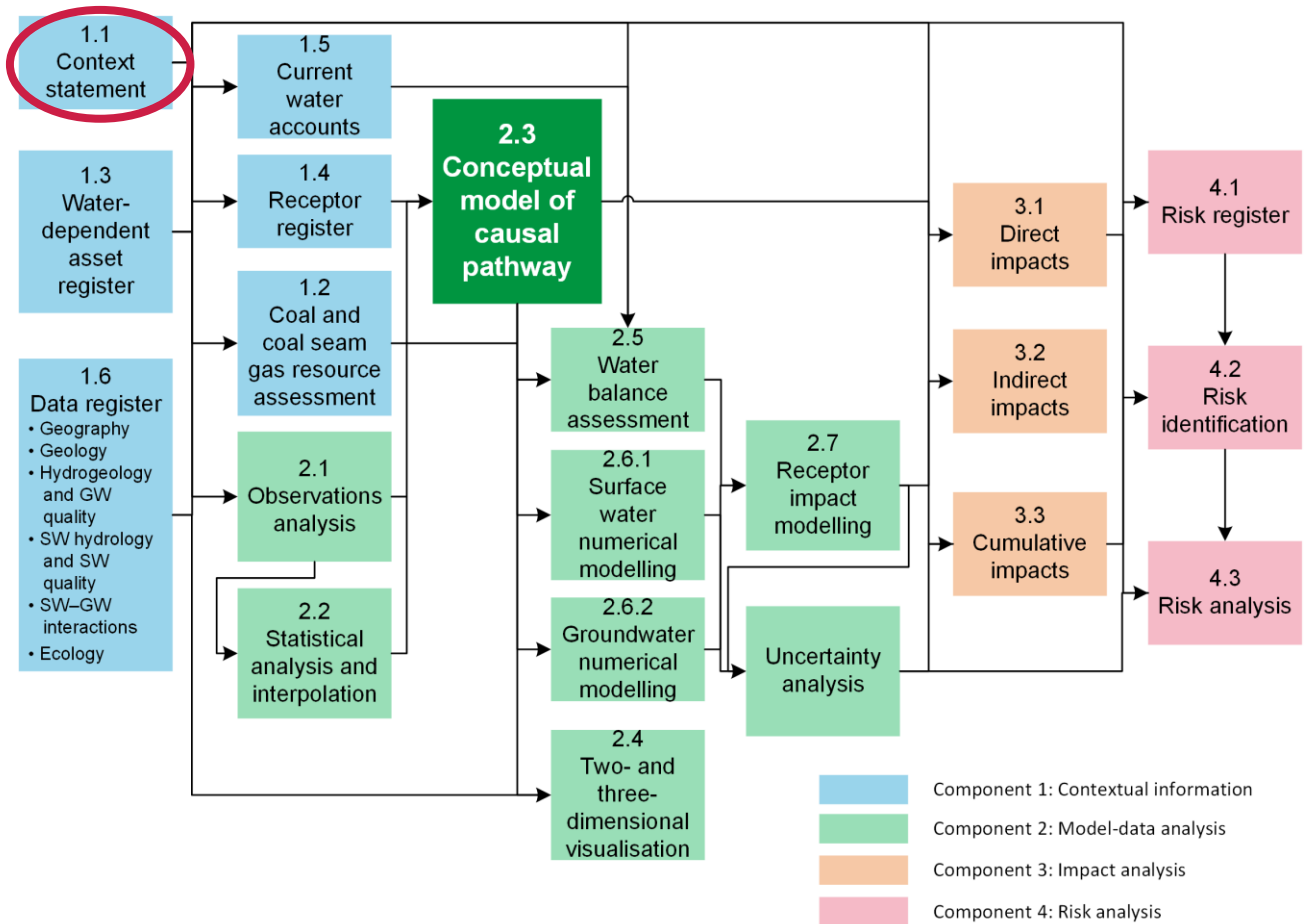 1.1
Context
statement
1.3
Water-
dependent
asset
register
1.6
Data register
• Geography
• Geology
• Hydrogeology
and GW
quality
• SW hydrology
and SW
quality
• SW–GW
interactions
• Ecology
1.5
Current
water
accounts
1.4
Receptor
register
1.2
Coal and
coal seam
gas resource
assessment
2.1
Observations
analysis
2.2
Statistical
analysis and
interpolation
2.3
Conceptual
model of
causal
pathway
2.5
Water
balance
assessment
2.6.1
Surface
water
numerical
modelling
2.6.2
Groundwater
numerical
modelling
2.4
Two- and
three-
dimensional
visualisation
2.7
Receptor
impact
modelling
Uncertainty
analysis
3.1
Direct
impacts
3.2
Indirect
impacts
3.3
Cumulative
impacts
4.1
Risk register
4.2
Risk
identification
4.3
Risk analysis
Component 1: Contextual information
Component 2: Model-data analysis
Component 3: Impact analysis
Component 4: Risk analysis